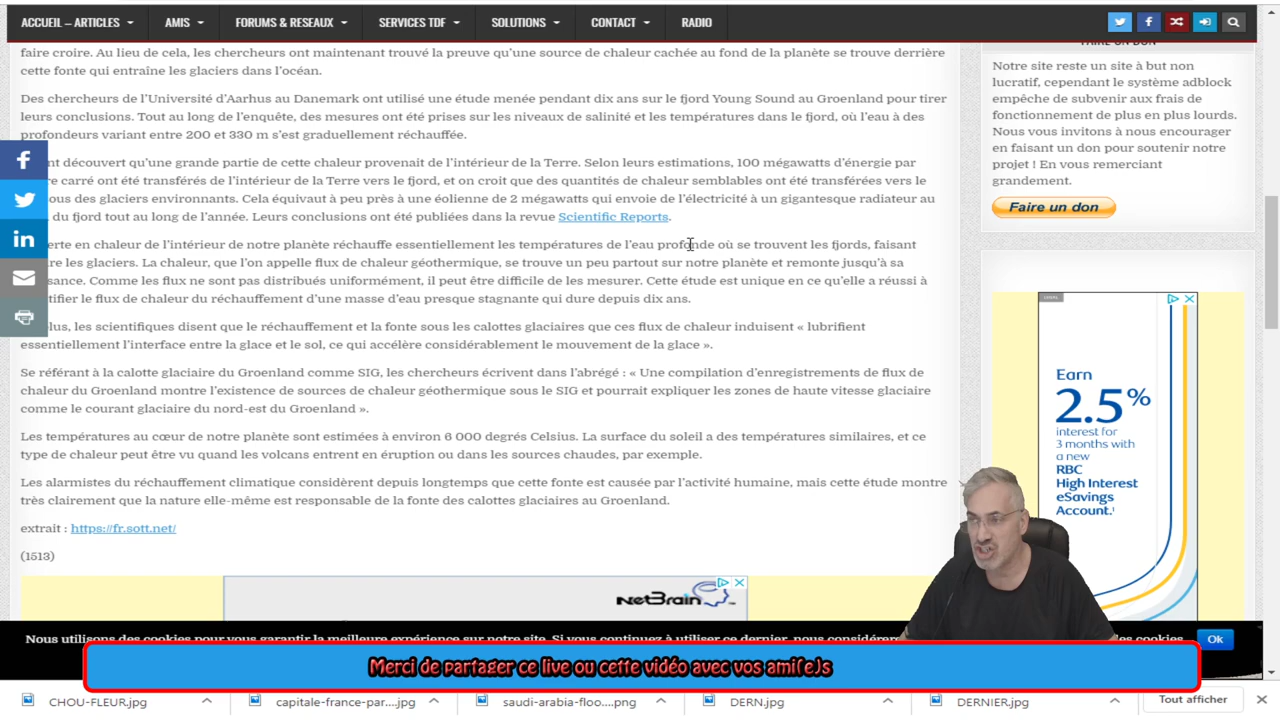 ACCUEIL – ARTICLES AMIS FORUMS & RESEAUX SERVICES TDF SOLUTIONS CONTACT RADIO
faire croire. Au lieu de cela, les chercheurs ont maintenant trouvé la preuve qu'une source de chaleur cachée au fond de la planète se trouve derrière
cette fonte qui entraîne les glaciers dans l'océan.
Des chercheurs de l'Université d'Aarhus au Danemark ont utilisé une étude menée pendant dix ans sur le fjord Young Sound au Groenland pour tirer
leurs conclusions. Tout au long de l'enquête, des mesures ont été prises sur les niveaux de salinité et les températures dans le fjord, où l'eau à des
profondeurs variant entre 200 et 330 m s'est graduellement réchauffée.
nt découvert qu'une grande partie de cette chaleur provenait de l'intérieur de la Terre. Selon leurs estimations, 100 mégawatts d'énergie par
re carré ont été transférés de l'intérieur de la Terre vers le fjord, et on croit que des quantités de chaleur semblables ont été transférées vers le
ous des glaciers environnants. Cela équivaut à peu près à une éolienne de 2 mégawatts qui envoie de l'électricité à un gigantesque radiateur au
du fjord tout au long de l'année. Leurs conclusions ont été publiées dans la revue Scientific Reports.
erte en chaleur de l'intérieur de notre planète réchauffe essentiellement les températures de l'eau profonde où se trouvent les fjords, faisant
re les glaciers. La chaleur, que l'on appelle flux de chaleur géothermique, se trouve un peu partout sur notre planète et remonte jusqu'à sa
sance. Comme les flux ne sont pas distribués uniformément, il peut être difficile de les mesurer. Cette étude est unique en ce qu'elle a réussi à
tifier le flux de chaleur du réchauffement d'une masse d'eau presque stagnante qui dure depuis dix ans.
lus, les scientifiques disent que le réchauffement et la fonte sous les calottes glaciaires que ces flux de chaleur induisent « lubrifient
essentiellement l'interface entre la glace et le sol, ce qui accélère considérablement le mouvement de la glace ».
Se référant à la calotte glaciaire du Groenland comme SIG, les chercheurs écrivent dans l'abrégé : « Une compilation d'enregistrements de flux de
chaleur du Groenland montre l'existence de sources de chaleur géothermique sous le SIG et pourrait expliquer les zones de haute vitesse glaciaire
comme le courant glaciaire du nord-est du Groenland ».
Les températures au cœur de notre planète sont estimées à environ 6 000 degrés Celsius. La surface du soleil a des températures similaires, et ce
type de chaleur peut être vu quand les volcans entrent en éruption ou dans les sources chaudes, par exemple.
Les alarmistes du réchauffement climatique considèrent depuis longtemps que cette fonte est causée par l'activité humaine, mais cette étude montre
très clairement que la nature elle-même est responsable de la fonte des calottes glaciaires au Groenland.
extrait : https://fr.sott.net/
(1513)
FAIRE UN DON
Notre site reste un site à but non
lucratif, cependant le système adblock
empêche de subvenir aux frais de
fonctionnement de plus en plus lourds.
Nous vous invitons à nous encourager
en faisant un don pour soutenir notre
projet ! En vous remerciant
grandement.
Faire un don
Earn
2.5%
interest for
3 months with
a new
RBC
High Interest
eSavings
Account.¹
NetBrain
Nous utilisons des cookies pour vous garantir la meilleure expérience sur notre site. Si vous continuez à utiliser ce dernier, nous considére les cookies.
Ok
Merci de partager ce live ou cette vidéo avec vos ami(e)s
CHOU-FLEUR.jpg capitale-france-par....jpg saudi-arabia-floo....png DERN.jpg DERNIER.jpg Tout afficher